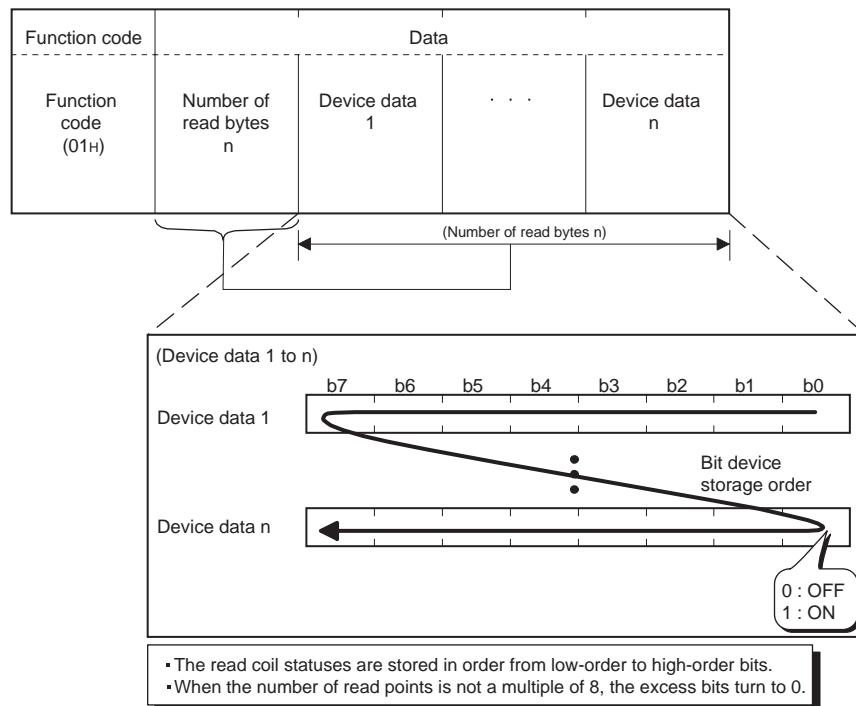 Function code
Data
Function
code
(01H)
Number of
read bytes
n
Device data
1
· · ·
Device data
n
(Number of read bytes n)
(Device data 1 to n)
b7 b6 b5 b4 b3 b2 b1 b0
Device data 1
Bit device
storage order
Device data n
0 : OFF
1 : ON
▪ The read coil statuses are stored in order from low-order to high-order bits.
▪ When the number of read points is not a multiple of 8, the excess bits turn to 0.